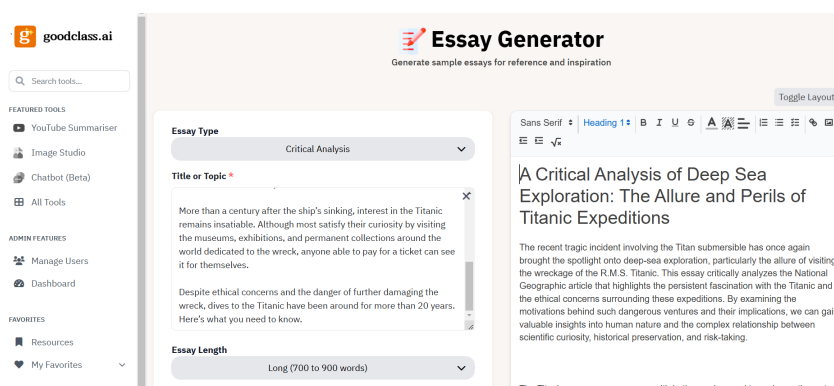 goodclass.ai
Search tools...
FEATURED TOOLS
YouTube Summariser
Image Studio
Chatbot (Beta)
All Tools
ADMIN FEATURES
Manage Users
Dashboard
FAVORITES
Resources
My Favorites
Essay Generator
Generate sample essays for reference and inspiration
Toggle Layout
Essay Type
Critical Analysis
Title or Topic *
More than a century after the ship's sinking, interest in the Titanic
remains insatiable. Although most satisfy their curiosity by visiting
the museums, exhibitions, and permanent collections around the
world dedicated to the wreck, anyone able to pay for a ticket can see
it for themselves.
Despite ethical concerns and the danger of further damaging the
wreck, dives to the Titanic have been around for more than 20 years.
Here's what you need to know.
Essay Length
Long (700 to 900 words)
Sans Serif Heading 1 B I U S A
A Critical Analysis of Deep Sea
Exploration: The Allure and Perils of
Titanic Expeditions
The recent tragic incident involving the Titan submersible has once again
brought the spotlight onto deep-sea exploration, particularly the allure of visiting
the wreckage of the R.M.S. Titanic. This essay critically analyzes the National
Geographic article that highlights the persistent fascination with the Titanic and
the ethical concerns surrounding these expeditions. By examining the
motivations behind such dangerous ventures and their implications, we can gai
valuable insights into human nature and the complex relationship between
scientific curiosity, historical preservation, and risk-taking.